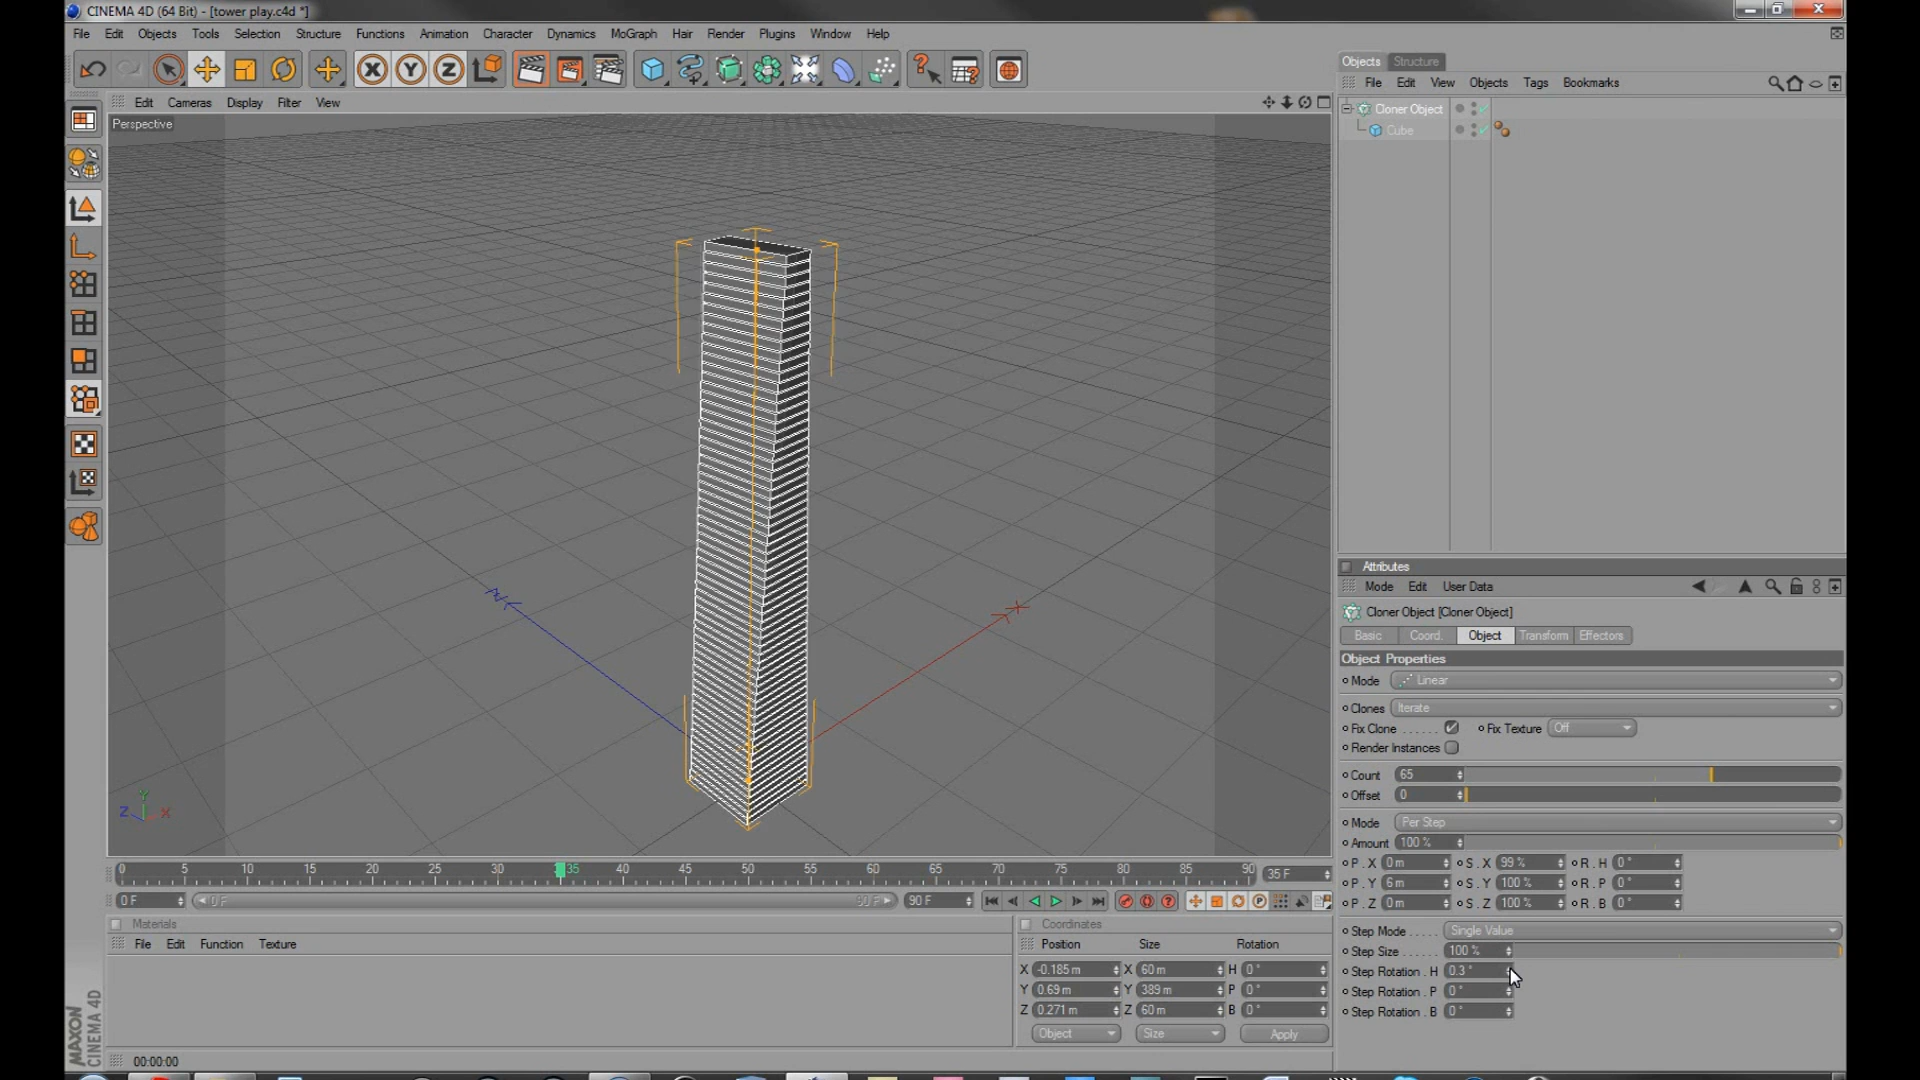 CINEMA 4D (64 Bit) - [tower play.c4d *]
File Edit Objects Tools Selection Structure Functions Animation Character Dynamics MoGraph Hair Render Plugins Window Help
Edit Cameras Display Filter View
Perspective
X Y Z
Z Y X
0 5 10 15 20 25 30 35 40 45 50 55 60 65 70 75 80 85 90 35 F
0 F 0 F 90 F 90 F
Materials
File Edit Function Texture
Coordinates
Position Size Rotation
X -0.185 m X 60 m H 0 °
Y 0.69 m Y 389 m P 0 °
Z 0.271 m Z 60 m B 0 °
Object Size Apply
MAXON
CINEMA 4D
00:00:00
Objects Structure
File Edit View Objects Tags Bookmarks
Cloner Object
Cube
Attributes
Mode Edit User Data
Cloner Object [Cloner Object]
Basic Coord. Object Transform Effectors
Object Properties
Mode Linear
Clones Iterate
Fix Clone ...... Fix Texture Off
Render Instances
Count 65
Offset 0
Mode Per Step
Amount 100 %
P . X 0 m S . X 99 % R . H 0 °
P . Y 6 m S . Y 100 % R . P 0 °
P . Z 0 m S . Z 100 % R . B 0 °
Step Mode ..... Single Value
Step Size ...... 100 %
Step Rotation . H 0.3 °
Step Rotation . P 0 °
Step Rotation . B 0 °